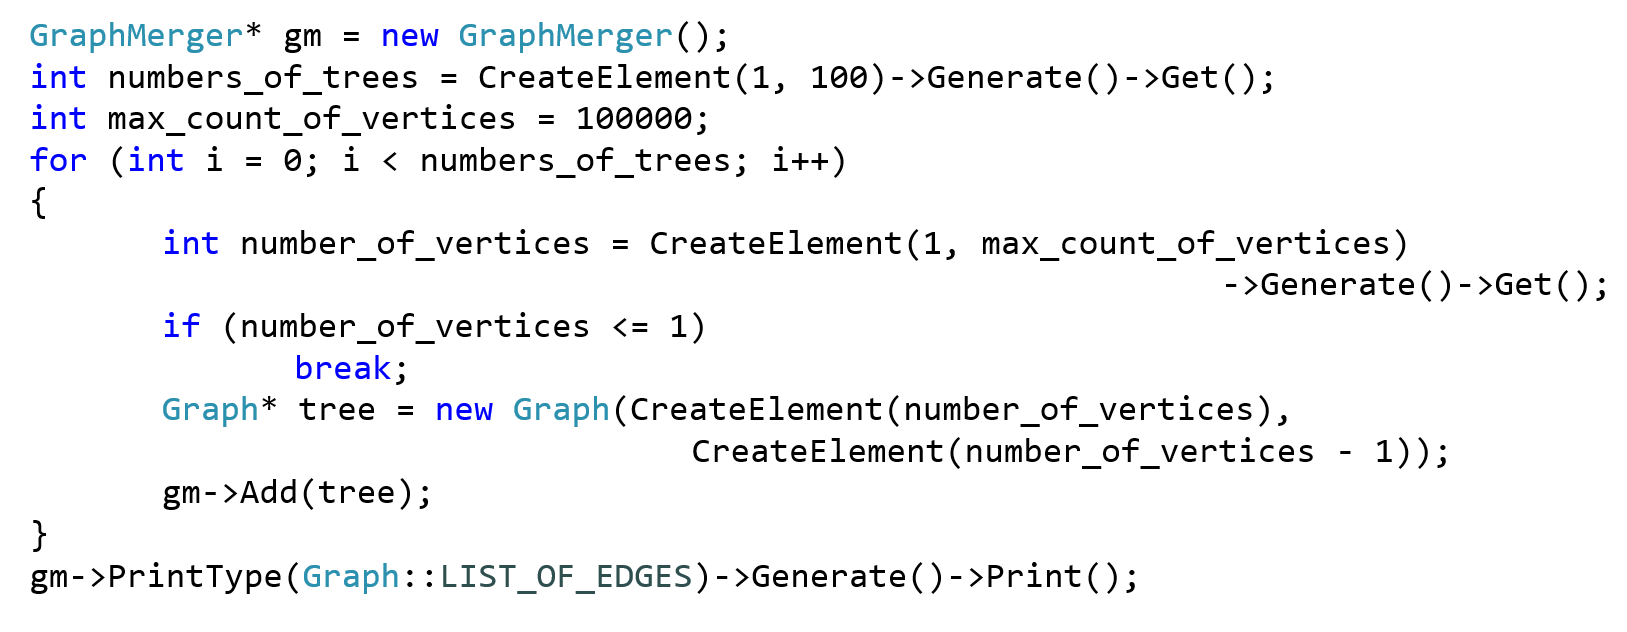 GraphMerger* gm = new GraphMerger();
int numbers_of_trees = CreateElement(1, 100)->Generate()->Get();
int max_count_of_vertices = 100000;
for (int i = 0; i < numbers_of_trees; i++)
{
int number_of_vertices = CreateElement(1, max_count_of_vertices)
->Generate()->Get();
if (number_of_vertices <= 1)
break;
Graph* tree = new Graph(CreateElement(number_of_vertices),
CreateElement(number_of_vertices - 1));
gm->Add(tree);
}
gm->PrintType(Graph::LIST_OF_EDGES)->Generate()->Print();